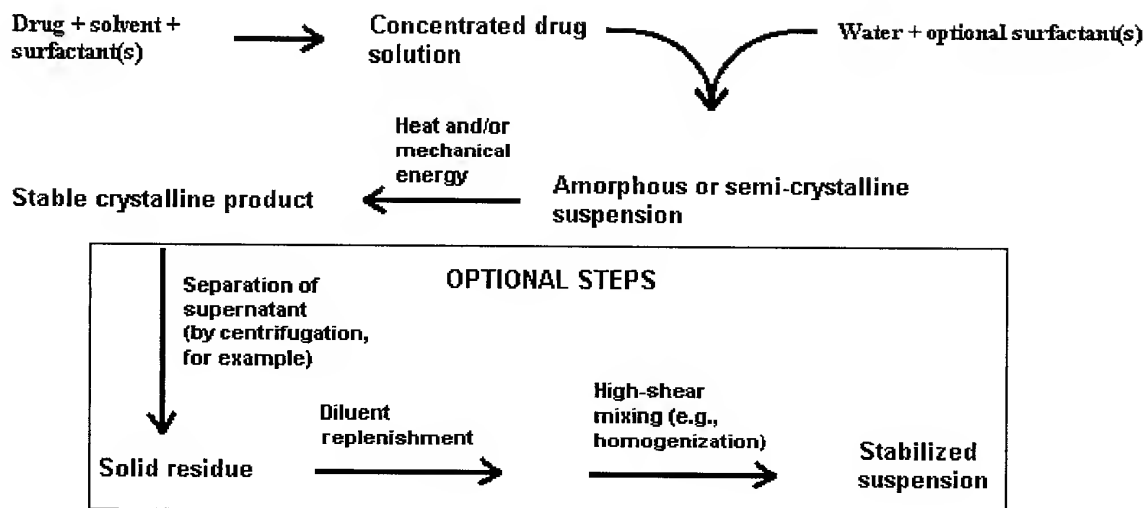 Drug + solvent +
surfactant(s)
Concentrated drug
solution
Water + optional surfactant(s)
Heat and/or
mechanical
energy
Stable crystalline product
Amorphous or semi-crystalline
suspension
OPTIONAL STEPS
Separation of
supernatant
(by centrifugation,
for example)
Solid residue
Diluent
replenishment
High-shear
mixing (e.g.,
homogenization)
Stabilized
suspension